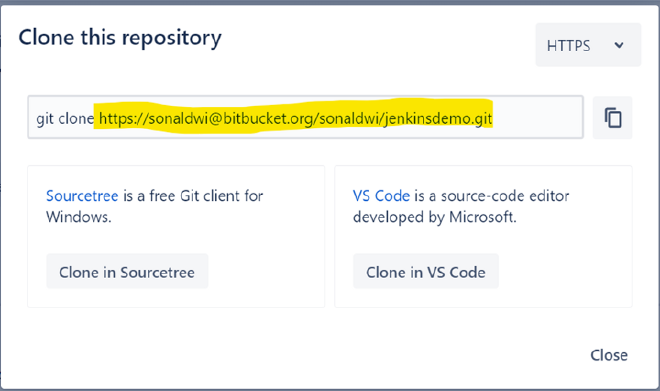 Clone this repository
HTTPS
git clone https://sonaldwi@bitbucket.org/sonaldwi/jenkinsdemo.git
Sourcetree is a free Git client for
Windows.
Clone in Sourcetree
VS Code is a source-code editor
developed by Microsoft.
Clone in VS Code
Close